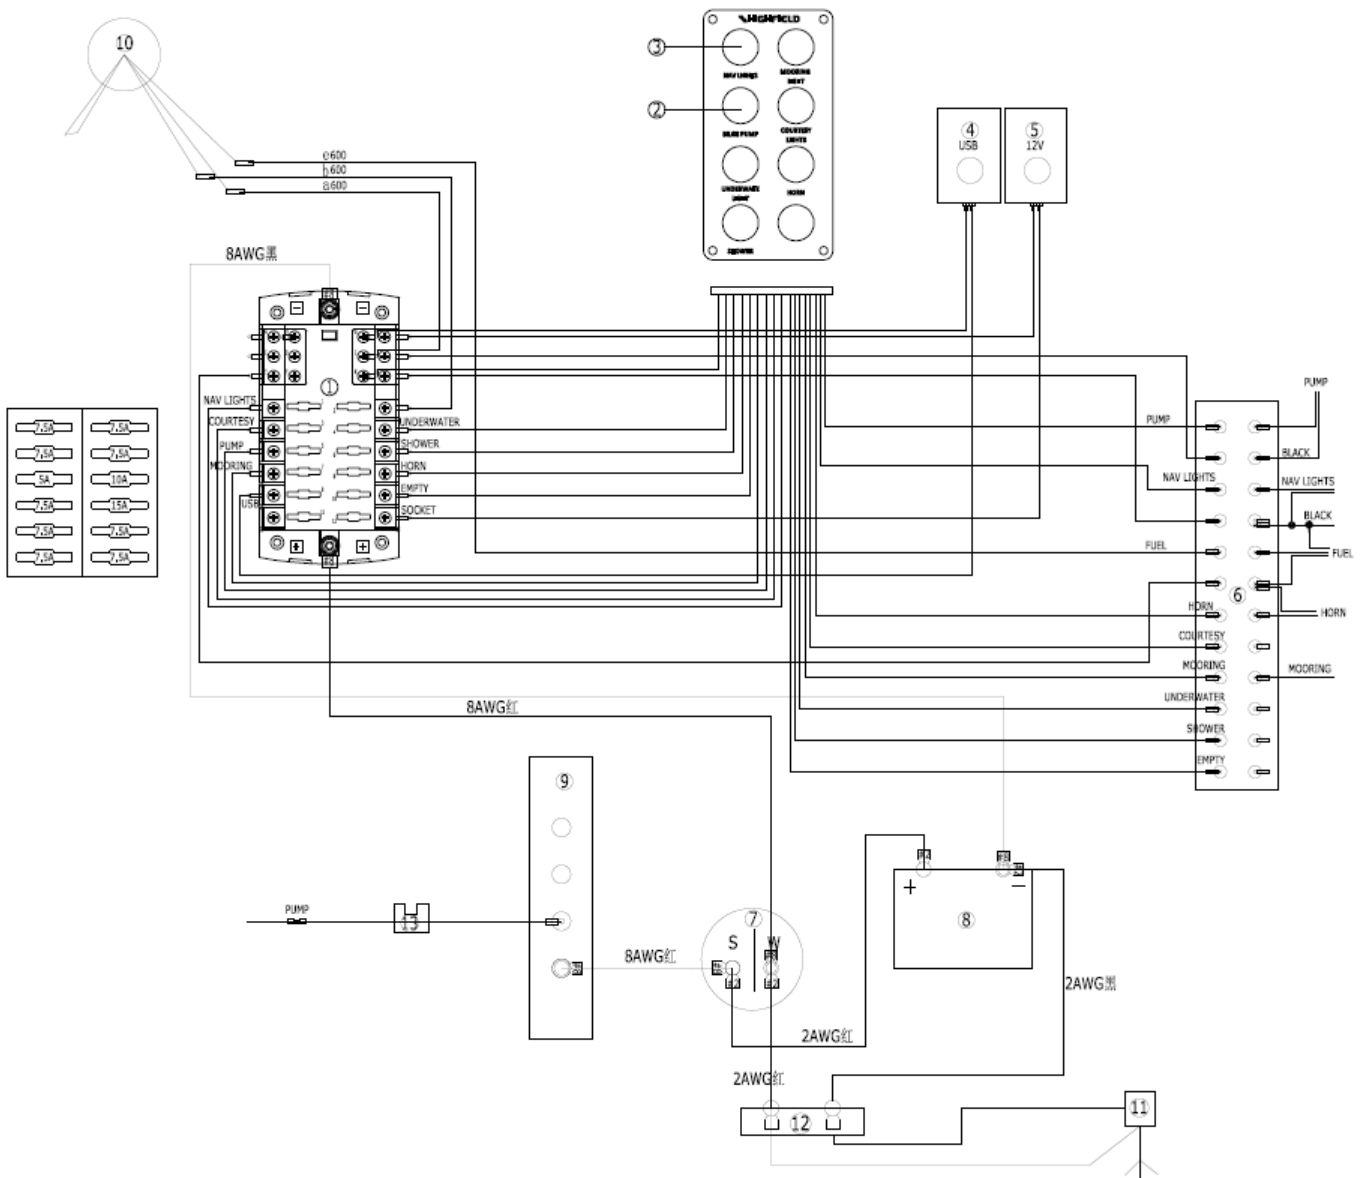 10
HIGHFIELD
3
NAV LIGHTS
MOORING
LIGHT
2
BILGE PUMP
COURTESY
LIGHTS
UNDERWATE
LIGHT
HORN
SHOWER
4
USB
5
12V
e600
b600
a600
8AWG黑
1
NAV LIGHTS
COURTESY
PUMP
MOORING
USB
UNDERWATER
SHOWER
HORN
EMPTY
SOCKET
7.5A 7.5A
7.5A 7.5A
5A 10A
7.5A 15A
7.5A 7.5A
7.5A 7.5A
PUMP
NAV LIGHTS
FUEL
HORN
COURTESY
MOORING
UNDERWATER
SHOWER
EMPTY
6
PUMP
BLACK
NAV LIGHTS
BLACK
FUEL
HORN
MOORING
8AWG红
9
PUMP
13
8AWG红
7
S W
#2
#2
#2
+ −
8
2AWG黑
2AWG红
2AWG红
12
11